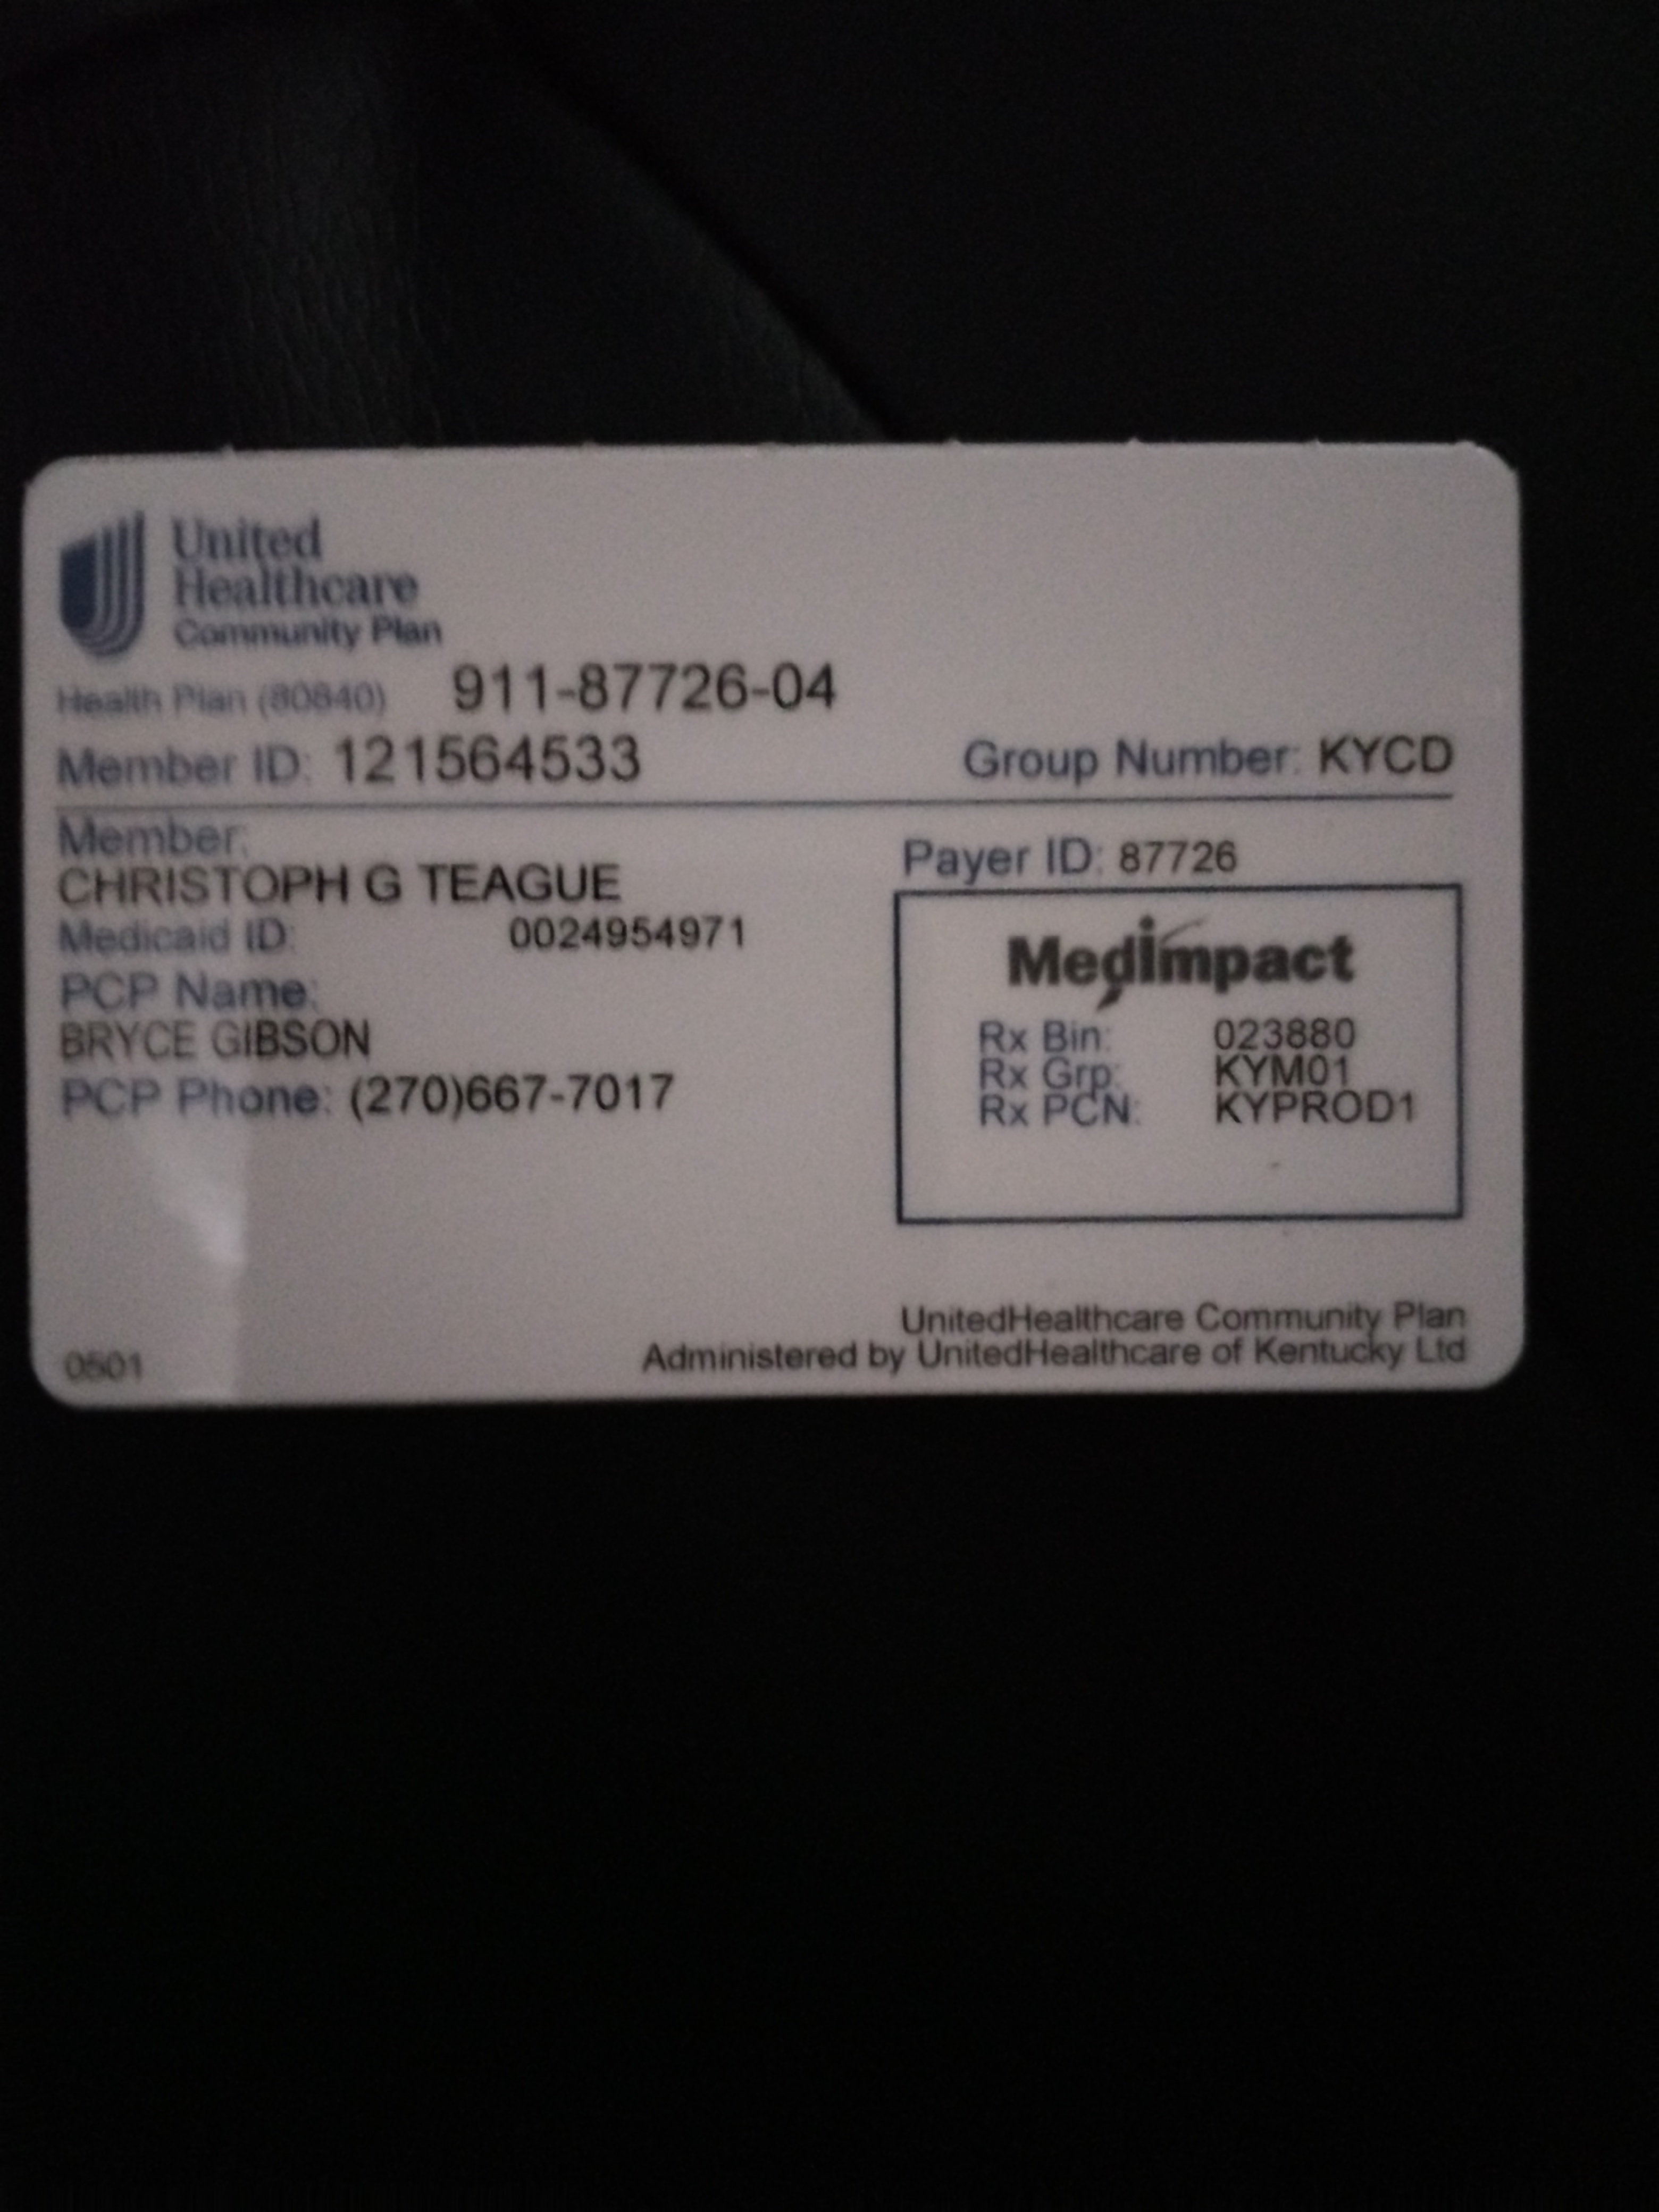 United
Healthcare
Community Plan
Health Plan (80840) 911-87726-04
Member ID: 121564533 Group Number: KYCD
Member:
CHRISTOPH G TEAGUE
Medicaid ID: 0024954971
PCP Name:
BRYCE GIBSON
PCP Phone: (270)667-7017
Payer ID: 87726
MedImpact
Rx Bin: 023880
Rx Grp: KYM01
Rx PCN: KYPROD1
0501
UnitedHealthcare Community Plan
Administered by UnitedHealthcare of Kentucky Ltd